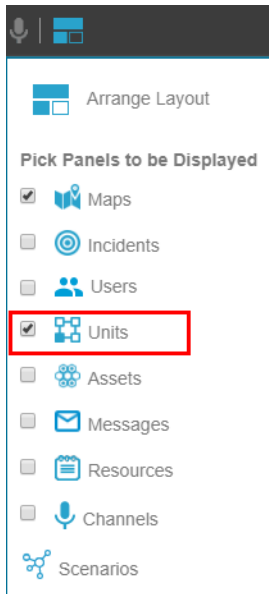 Arrange Layout
Pick Panels to be Displayed
Maps
Incidents
Users
Units
Assets
Messages
Resources
Channels
Scenarios